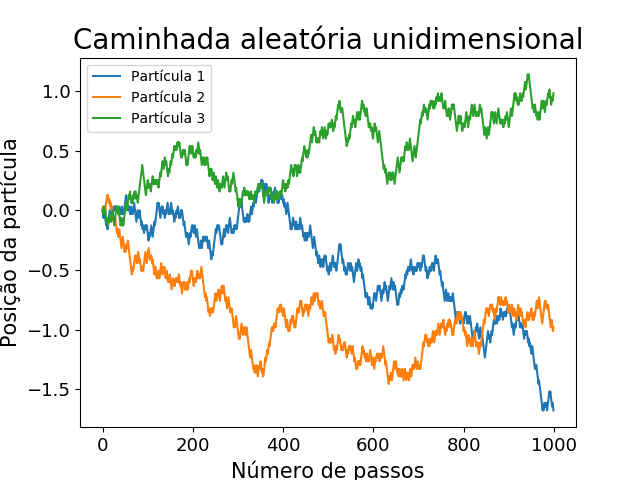 Caminhada aleatória unidimensional
Partícula 1
Partícula 2
Partícula 3
Posição da partícula
1.0
0.5
0.0
−0.5
−1.0
−1.5
0 200 400 600 800 1000
Número de passos